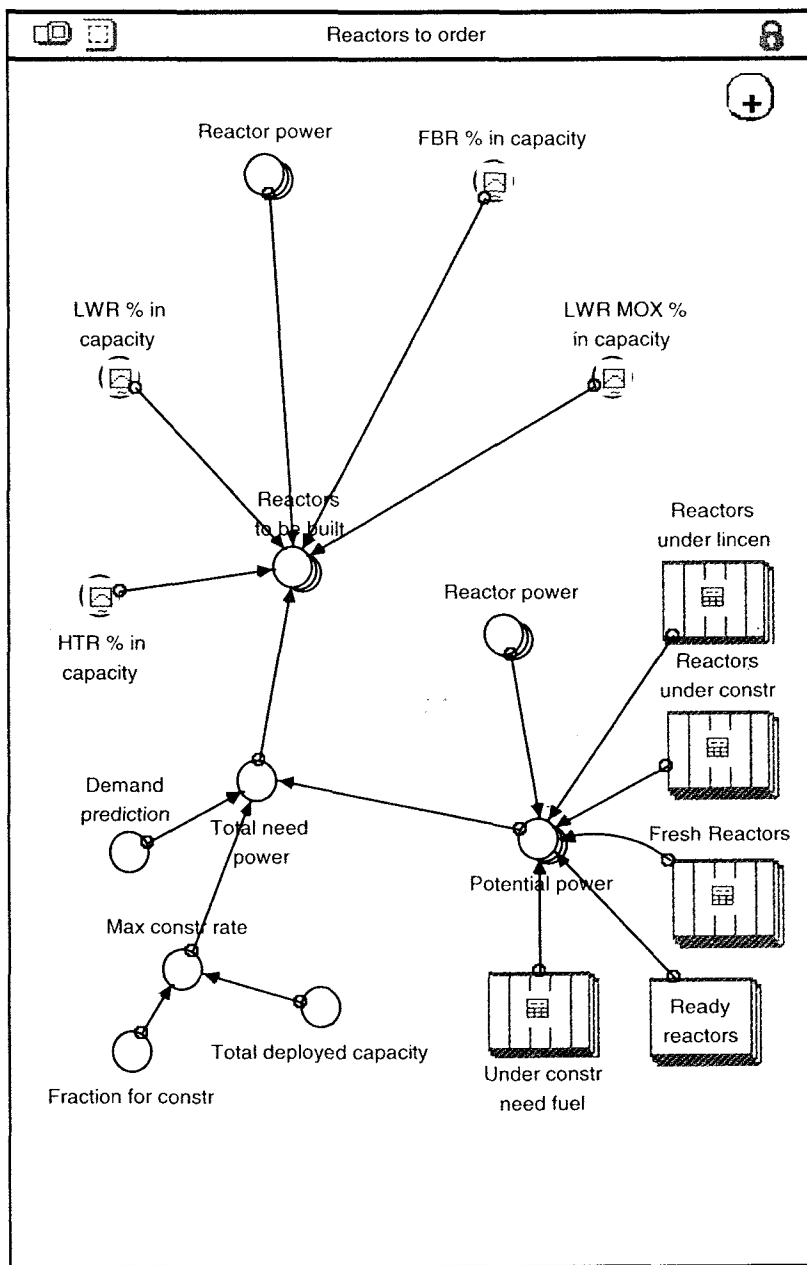 Reactors to order
Reactor power
FBR % in capacity
LWR % in
capacity
LWR MOX %
in capacity
Reactors
to be built
Reactors
under lincen
HTR % in
capacity
Reactor power
Reactors
under constr
Demand
prediction
Total need
power
Fresh Reactors
Potential power
Max constr rate
Ready
reactors
Total deployed capacity
Under constr
need fuel
Fraction for constr